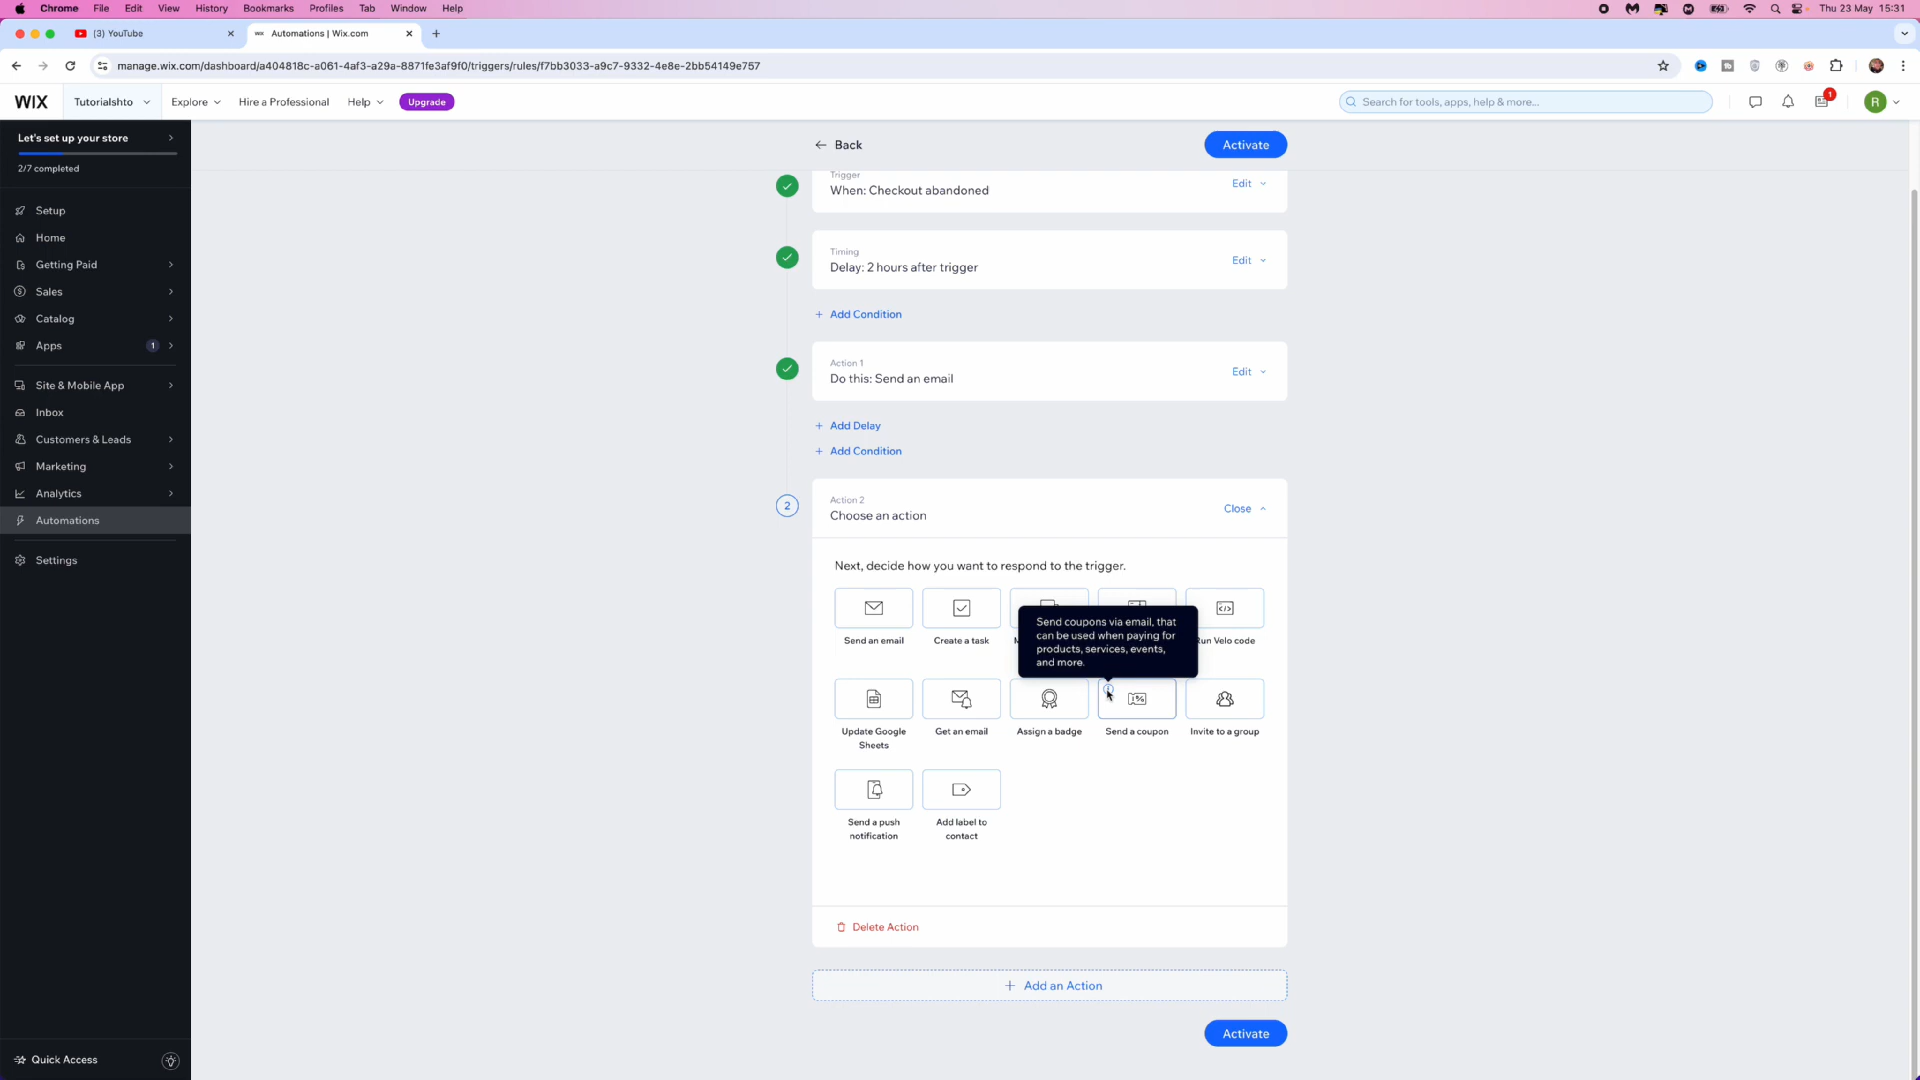 Chrome File Edit View History Bookmarks Profiles Tab Window Help Thu 23 May 15:31
(3) YouTube
Automations | Wix.com
manage.wix.com/dashboard/a404818c-a061-4af3-a29a-8871fe3af9f0/triggers/rules/f7bb3033-a9c7-9332-4e8e-2bb54149e757
WIX Tutorialshto Explore Hire a Professional Help Upgrade Search for tools, apps, help & more... 1 R
Let's set up your store
2/7 completed
Setup
Home
Getting Paid
Sales
Catalog
Apps 1
Site & Mobile App
Inbox
Customers & Leads
Marketing
Analytics
Automations
Settings
Quick Access
Back Activate
Trigger
When: Checkout abandoned Edit
Timing
Delay: 2 hours after trigger Edit
+ Add Condition
Action 1
Do this: Send an email Edit
+ Add Delay
+ Add Condition
2
Action 2
Choose an action Close
Next, decide how you want to respond to the trigger.
Send coupons via email, that
can be used when paying for
products, services, events,
and more.
Send an email Create a task Run Velo code
Update Google
Sheets
Get an email Assign a badge Send a coupon Invite to a group
Send a push
notification
Add label to
contact
Delete Action
+ Add an Action
Activate